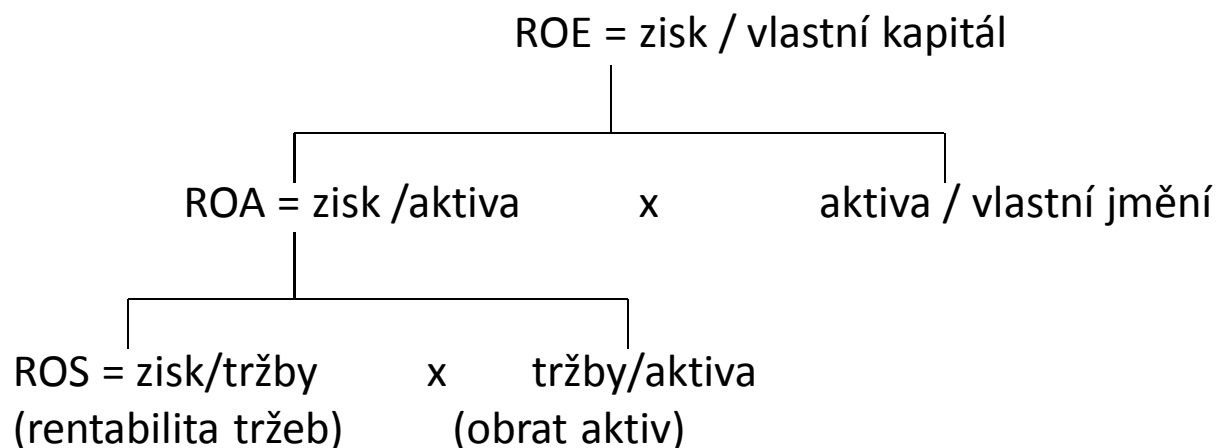 ROE = zisk / vlastní kapitál
ROA = zisk /aktiva x aktiva / vlastní jmění
ROS = zisk/tržby x tržby/aktiva
(rentabilita tržeb) (obrat aktiv)